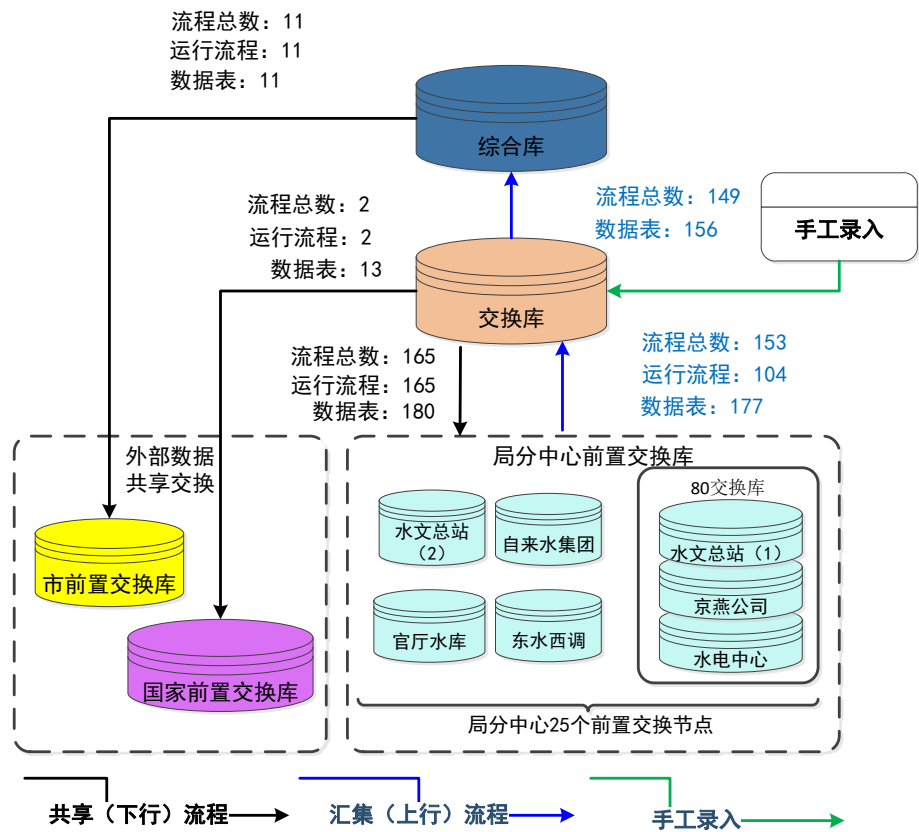 流程总数：11
运行流程：11
数据表：11
综合库
流程总数：149
数据表：156
手工录入
流程总数：2
运行流程：2
数据表：13
交换库
流程总数：165
运行流程：165
数据表：180
流程总数：153
运行流程：104
数据表：177
外部数据
共享交换
市前置交换库
国家前置交换库
局分中心前置交换库
80交换库
水文总站
（2）
自来水集团
水文总站（1）
京燕公司
官厅水库
东水西调
水电中心
局分中心25个前置交换节点
共享（下行）流程
汇集（上行）流程
手工录入